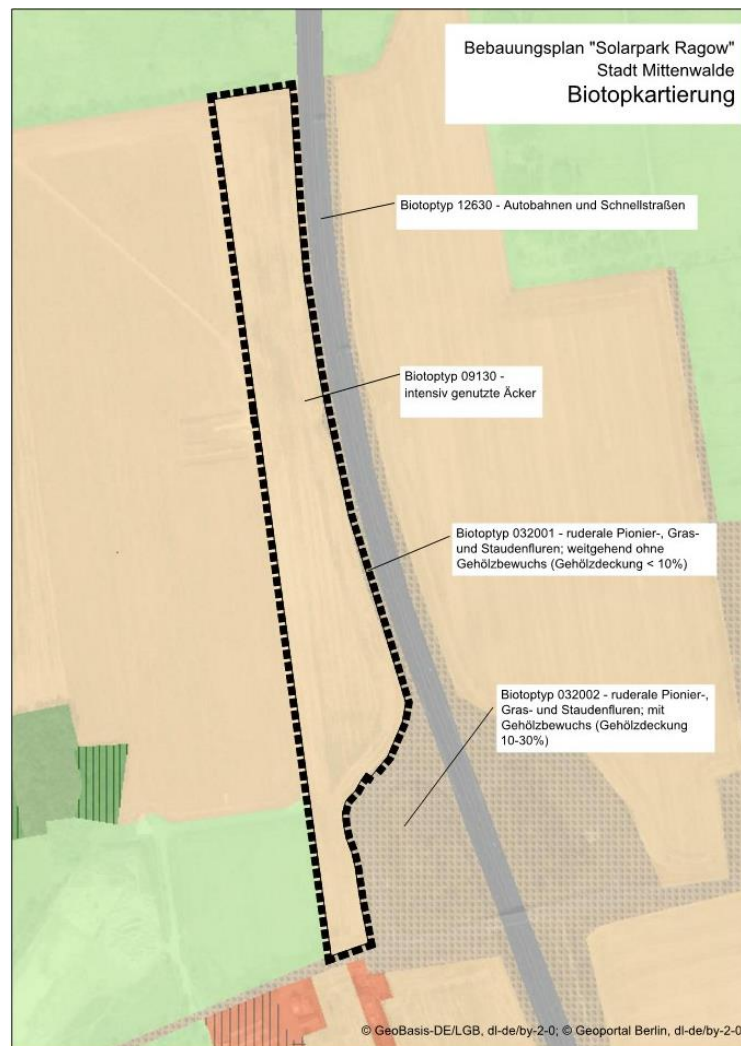 Bebauungsplan "Solarpark Ragow"
Stadt Mittenwalde
Biotopkartierung
Biotoptyp 12630 - Autobahnen und Schnellstraßen
Biotoptyp 09130 -
intensiv genutzte Äcker
Biotoptyp 032001 - ruderale Pionier-, Gras-
und Staudenfluren; weitgehend ohne
Gehölzbewuchs (Gehölzdeckung < 10%)
Biotoptyp 032002 - ruderale Pionier-,
Gras- und Staudenfluren; mit
Gehölzbewuchs (Gehölzdeckung
10-30%)
© GeoBasis-DE/LGB, dl-de/by-2-0; © Geoportal Berlin, dl-de/by-2-0